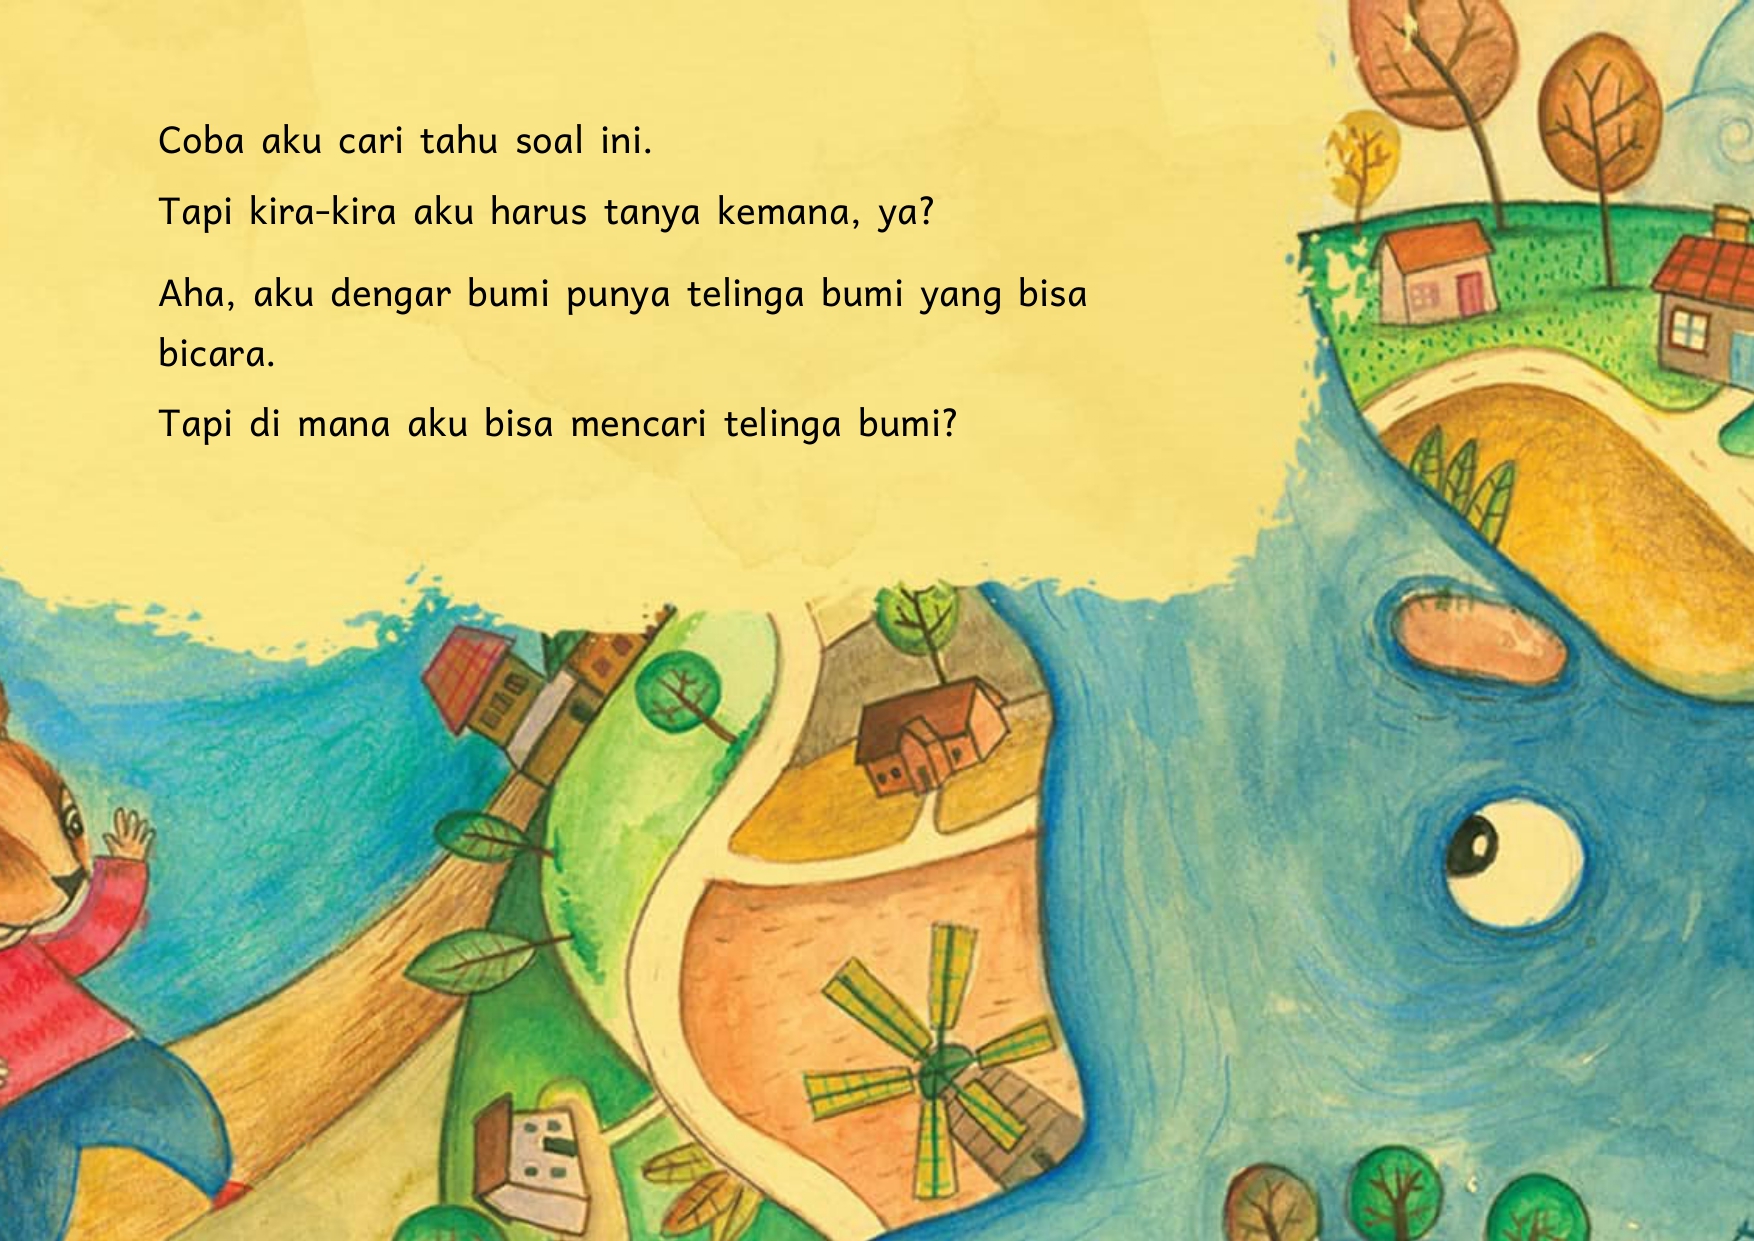 Coba aku cari tahu soal ini.
Tapi kira-kira aku harus tanya kemana, ya?
Aha, aku dengar bumi punya telinga bumi yang bisa
bicara.
Tapi di mana aku bisa mencari telinga bumi?